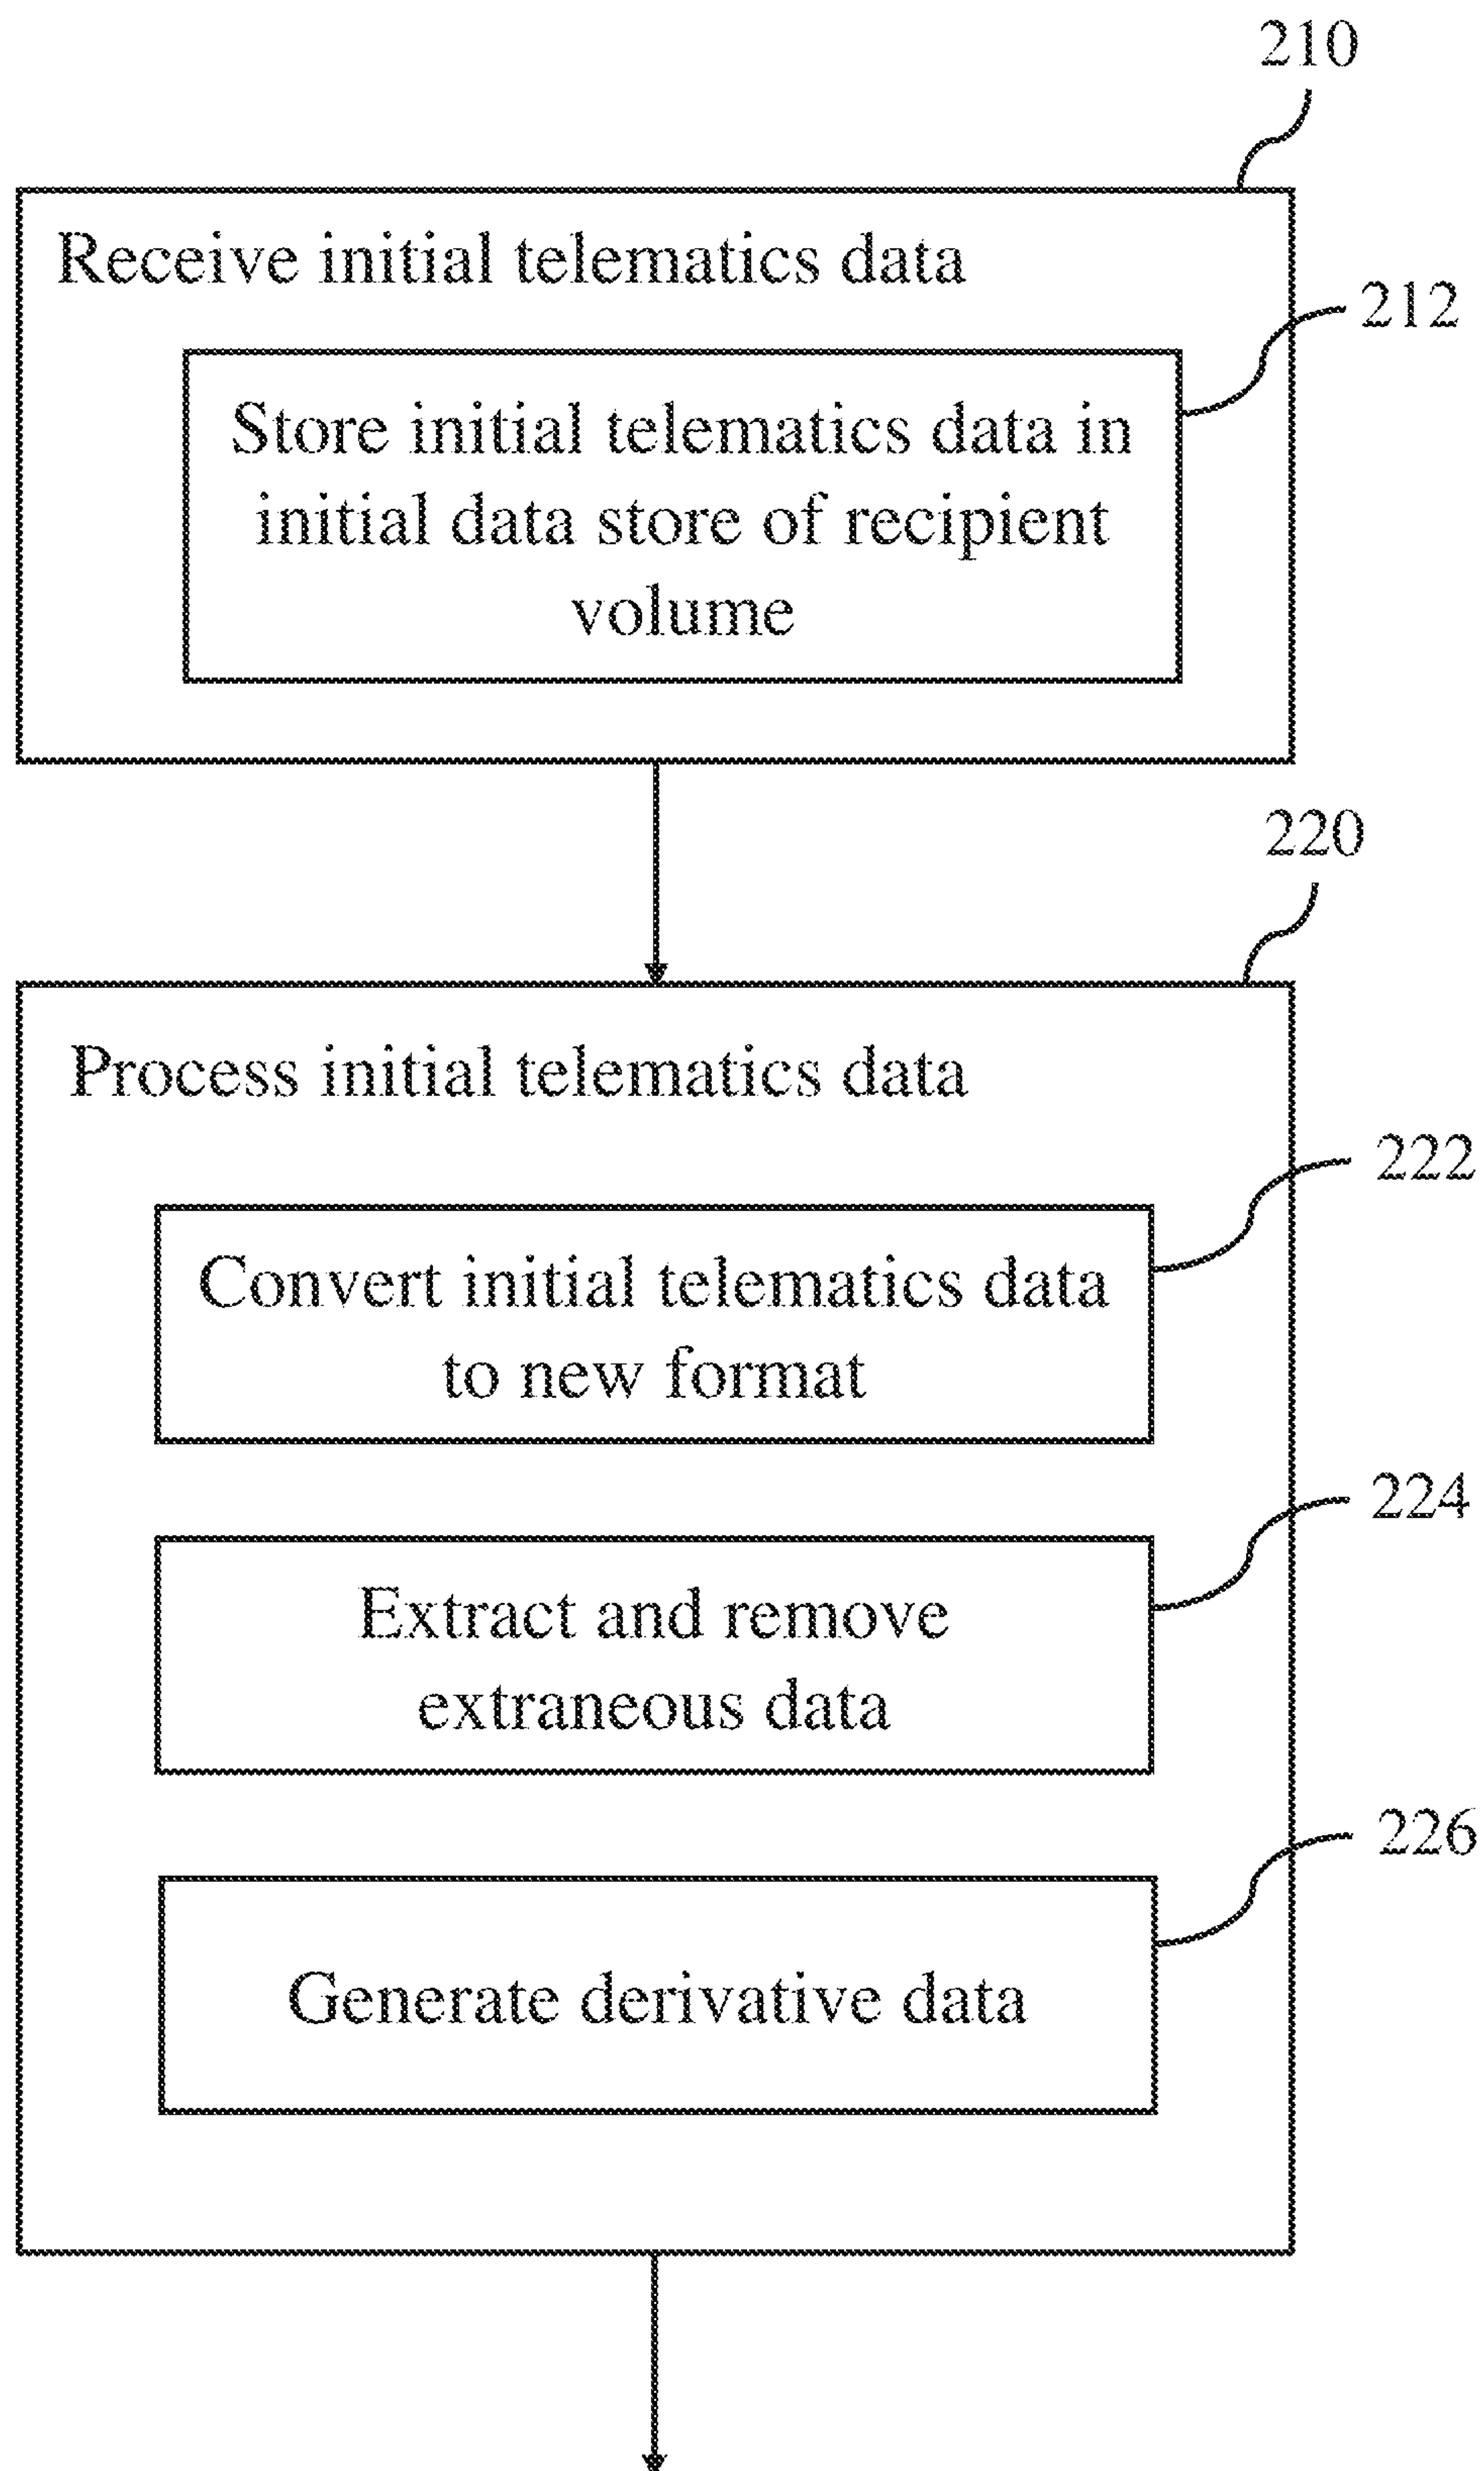 210
Receive initial telematics data
212
Store initial telematics data in
initial data store of recipient
volume
220
Process initial telematics data
222
Convert initial telematics data
to new format
224
Extract and remove
extraneous data
226
Generate derivative data